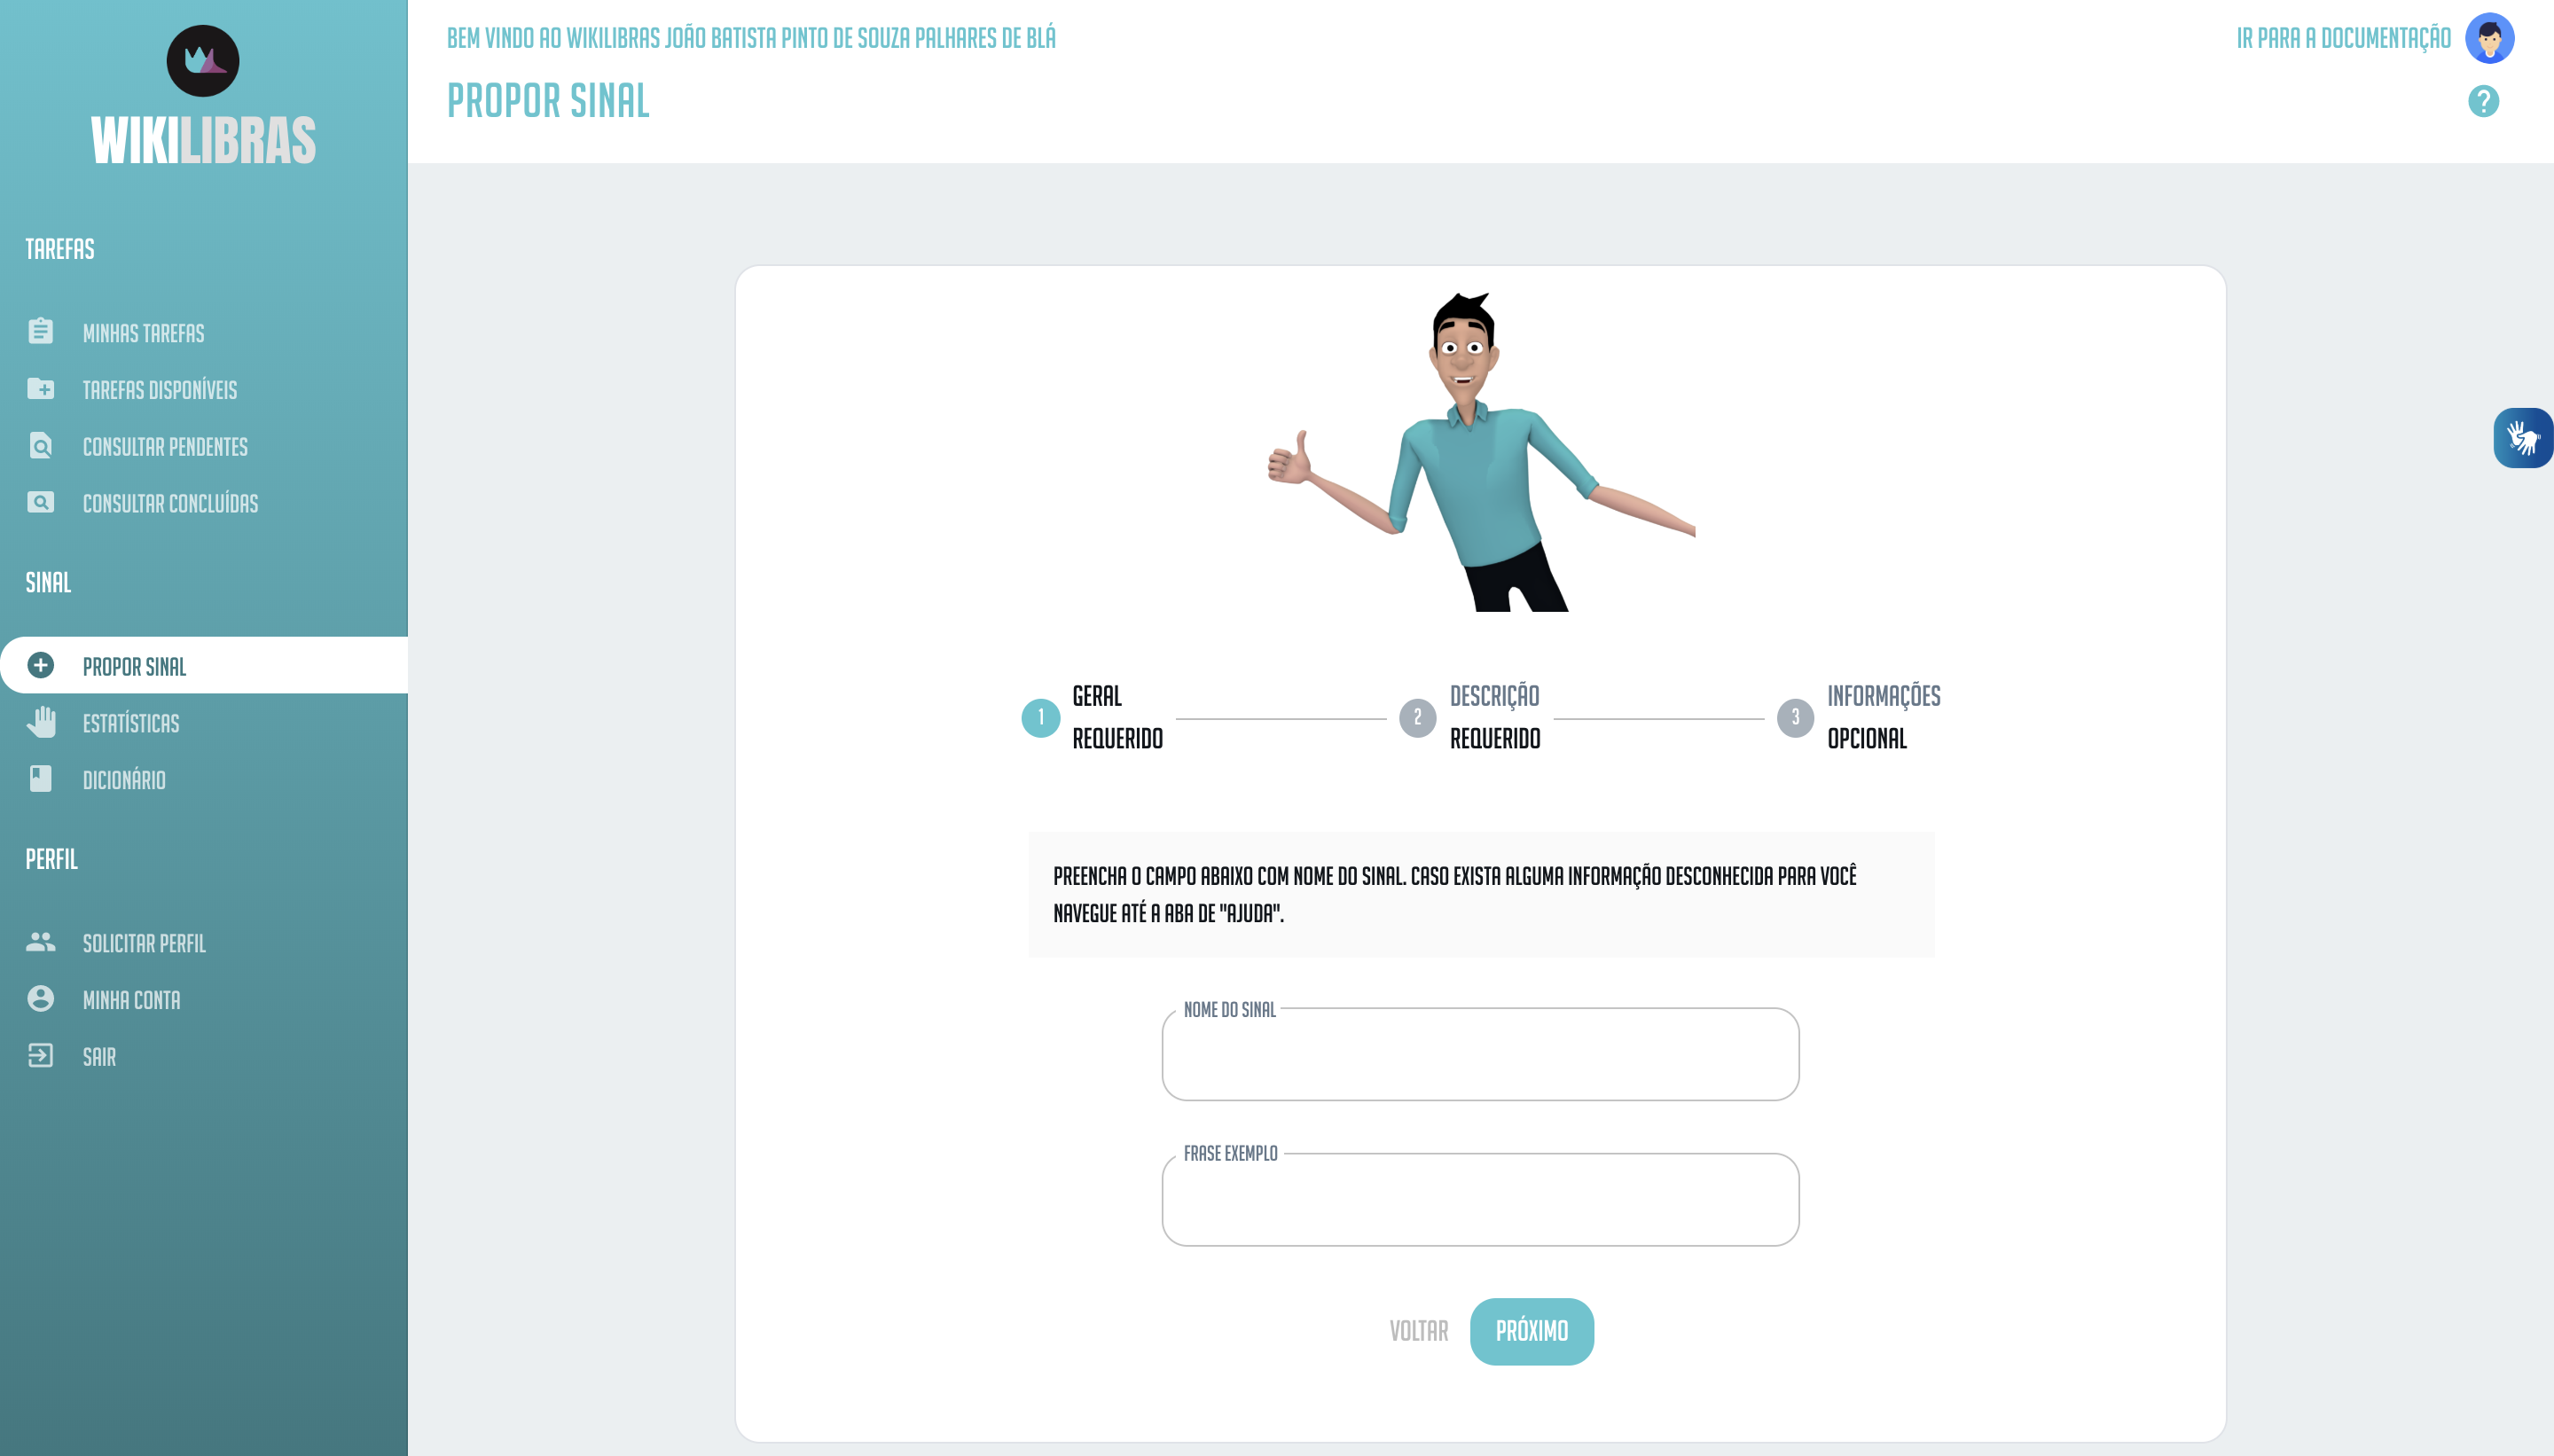 WIKILIBRAS
TAREFAS
MINHAS TAREFAS
TAREFAS DISPONÍVEIS
CONSULTAR PENDENTES
CONSULTAR CONCLUÍDAS
SINAL
PROPOR SINAL
ESTATÍSTICAS
DICIONÁRIO
PERFIL
SOLICITAR PERFIL
MINHA CONTA
SAIR
BEM VINDO AO WIKILIBRAS JOÃO BATISTA PINTO DE SOUZA PALHARES DE BLÁ
IR PARA A DOCUMENTAÇÃO
PROPOR SINAL
?
1
GERAL
REQUERIDO
2
DESCRIÇÃO
REQUERIDO
3
INFORMAÇÕES
OPCIONAL
PREENCHA O CAMPO ABAIXO COM NOME DO SINAL. CASO EXISTA ALGUMA INFORMAÇÃO DESCONHECIDA PARA VOCÊ
NAVEGUE ATÉ A ABA DE "AJUDA".
NOME DO SINAL
FRASE EXEMPLO
VOLTAR
PRÓXIMO